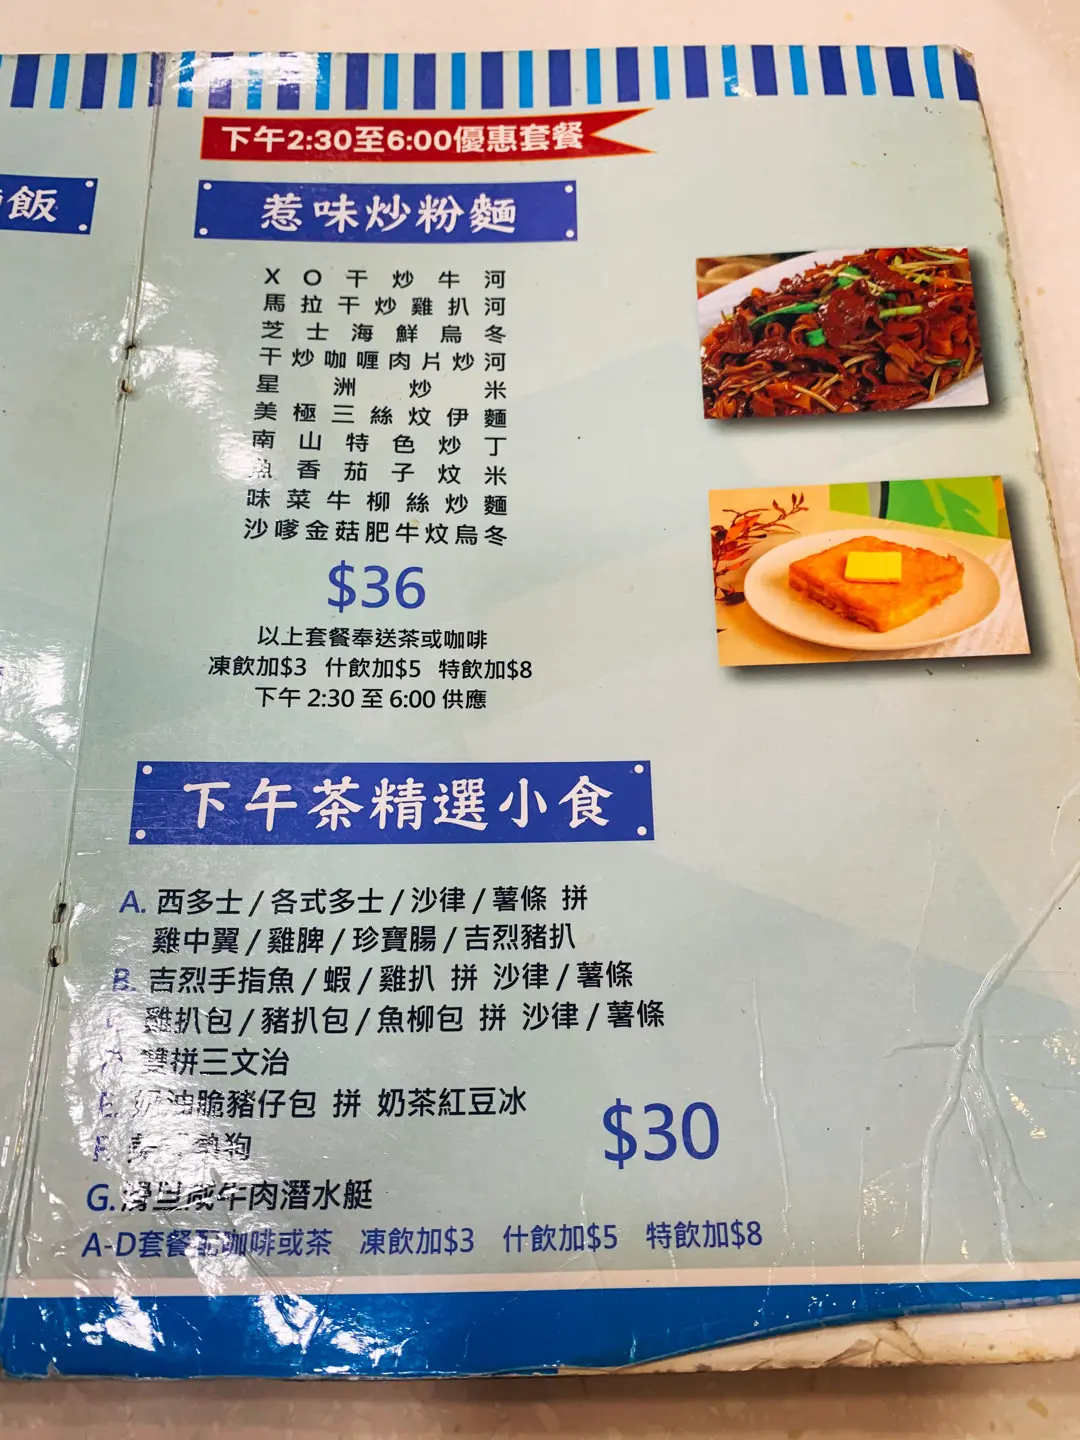 飯
下午2:30至6:00優惠套餐
惹味炒粉麵
XO干炒牛河
馬拉干炒雞扒河
芝士海鮮烏冬
干炒咖喱肉片炒河
星洲炒米
美極三絲炆伊麵
南山特色炒丁
魚香茄子炆米
味菜牛柳絲炒麵
沙嗲金菇肥牛炆烏冬
$36
以上套餐奉送茶或咖啡
凍飲加$3 什飲加$5 特飲加$8
下午 2:30 至 6:00 供應
下午茶精選小食
A. 西多士/各式多士/沙律/薯條 拼
雞中翼/雞脾/珍寶腸/吉烈豬扒
B. 吉烈手指魚/蝦/雞扒 拼 沙律/薯條
雞扒包/豬扒包/魚柳包 拼 沙律/薯條
雙拼三文治
E. 奶油脆豬仔包 拼 奶茶紅豆冰
F. 熱狗
$30
G.滑旦咸牛肉潛水艇
A-D套餐配咖啡或茶 凍飲加$3 什飲加$5 特飲加$8